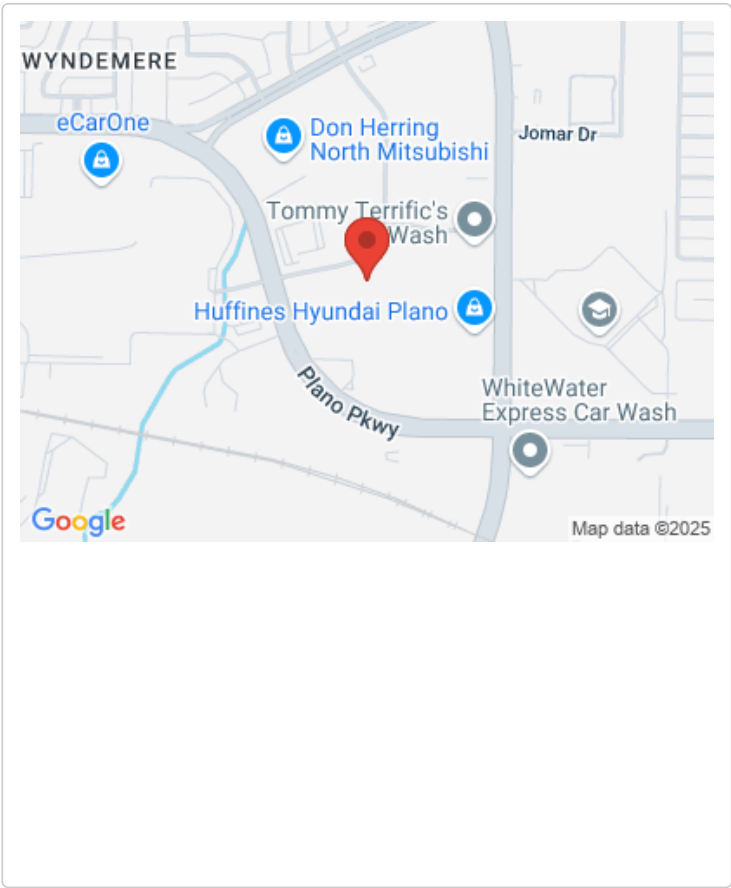 WYNDEMERE
eCarOne
Don Herring
North Mitsubishi
Jomar Dr
Tommy Terrific's
Wash
Huffines Hyundai Plano
Plano Pkwy
WhiteWater
Express Car Wash
Google
Map data ©2025